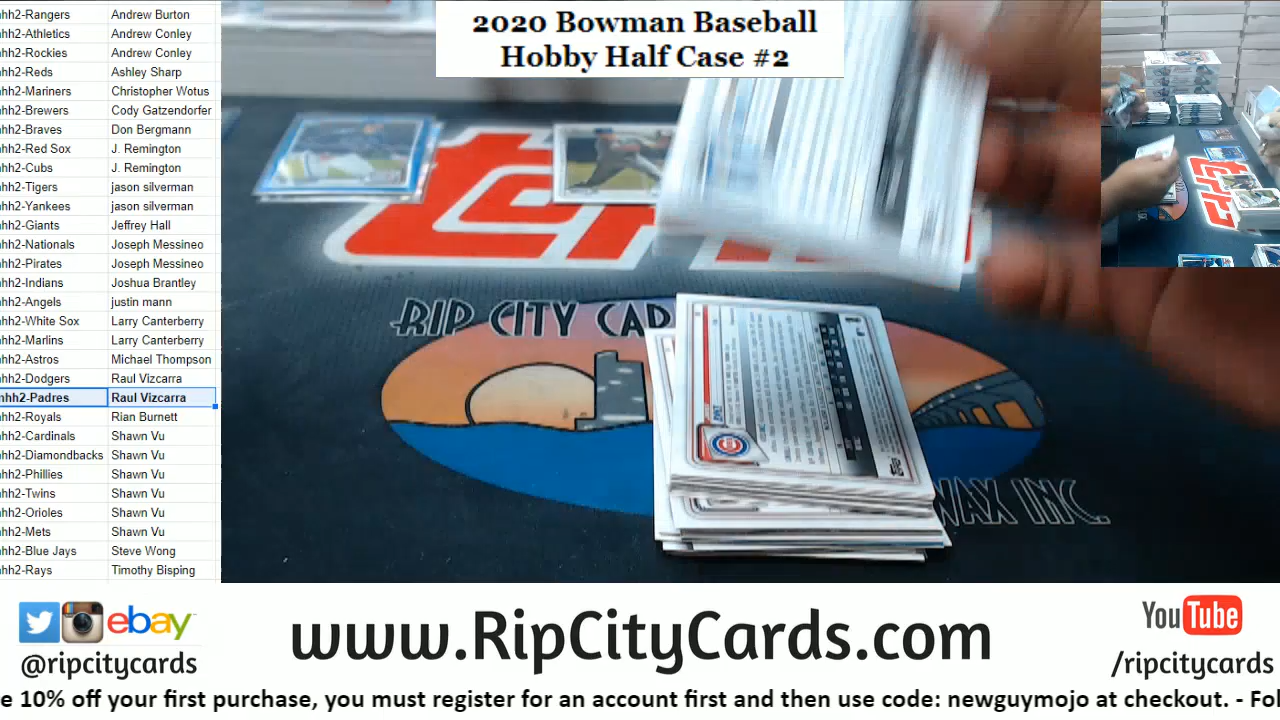 2020 Bowman Baseball
Hobby Half Case #2
hh2-Rangers Andrew Burton
hh2-Athletics Andrew Conley
hh2-Rockies Andrew Conley
hh2-Reds Ashley Sharp
hh2-Mariners Christopher Wotus
hh2-Brewers Cody Gatzendorfer
hh2-Braves Don Bergmann
hh2-Red Sox J. Remington
hh2-Cubs J. Remington
hh2-Tigers jason silverman
hh2-Yankees jason silverman
hh2-Giants Jeffrey Hall
hh2-Nationals Joseph Messineo
hh2-Pirates Joseph Messineo
hh2-Indians Joshua Brantley
hh2-Angels justin mann
hh2-White Sox Larry Canterberry
hh2-Marlins Larry Canterberry
hh2-Astros Michael Thompson
hh2-Dodgers Raul Vizcarra
hh2-Padres Raul Vizcarra
hh2-Royals Rian Burnett
hh2-Cardinals Shawn Vu
hh2-Diamondbacks Shawn Vu
hh2-Phillies Shawn Vu
hh2-Twins Shawn Vu
hh2-Orioles Shawn Vu
hh2-Mets Shawn Vu
hh2-Blue Jays Steve Wong
hh2-Rays Timothy Bisping
RIP CITY CAR
WAX INC.
ebay
@ripcitycards
www.RipCityCards.com
YouTube
/ripcitycards
e 10% off your first purchase, you must register for an account first and then use code: newguymojo at checkout. - Fo